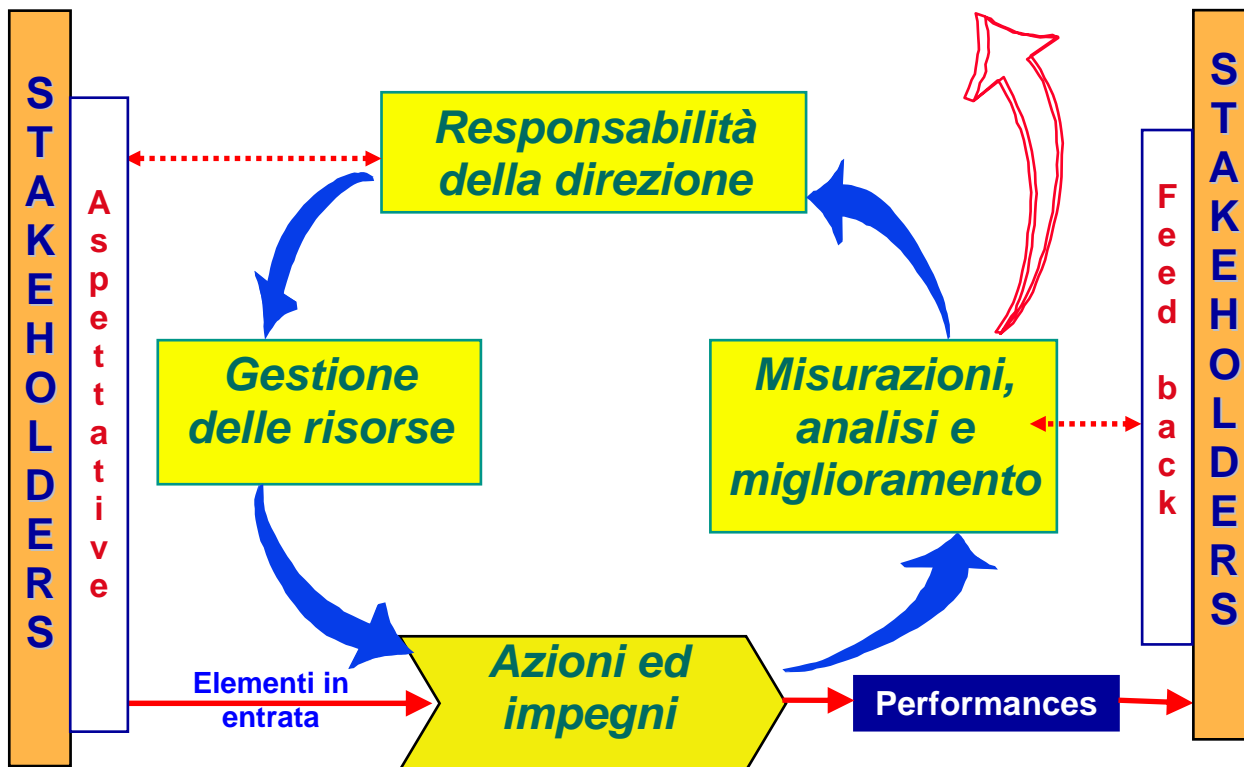 STAKEHOLDERS
Aspettative
Responsabilità
della direzione
Gestione
delle risorse
Misurazioni,
analisi e
miglioramento
Azioni ed
impegni
Elementi in
entrata
Performances
Feed back
STAKEHOLDERS